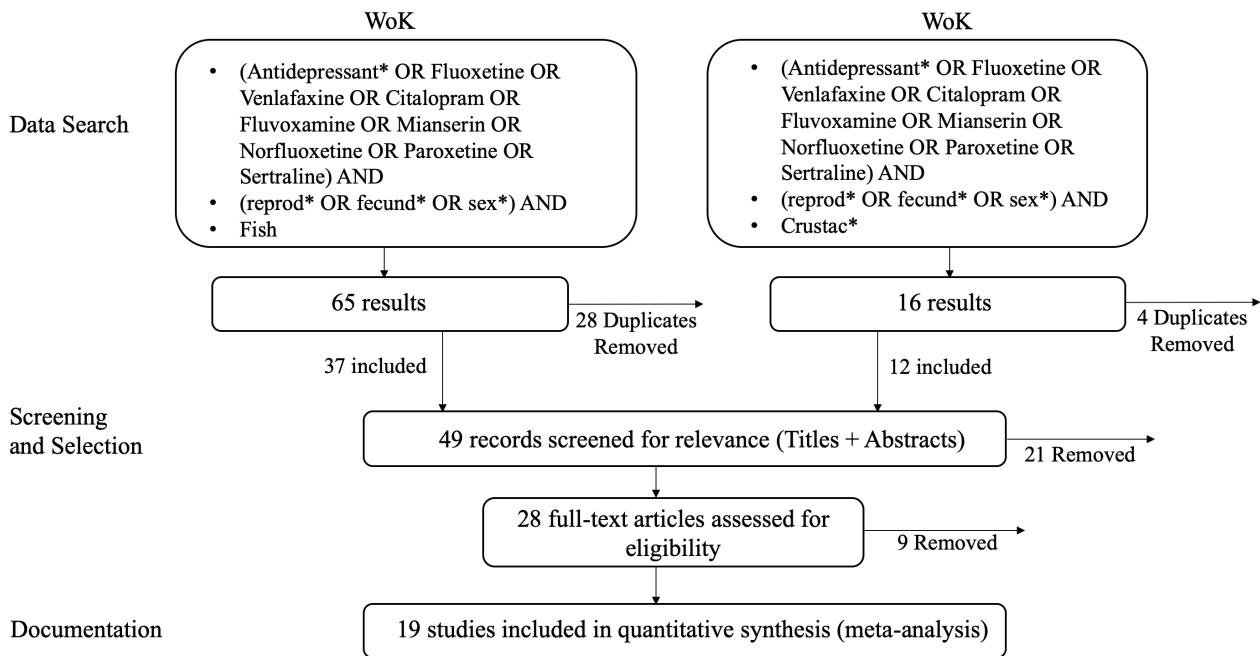 WoK
WoK
Data Search
• (Antidepressant* OR Fluoxetine OR
Venlafaxine OR Citalopram OR
Fluvoxamine OR Mianserin OR
Norfluoxetine OR Paroxetine OR
Sertraline) AND
• (reprod* OR fecund* OR sex*) AND
• Fish
• (Antidepressant* OR Fluoxetine OR
Venlafaxine OR Citalopram OR
Fluvoxamine OR Mianserin OR
Norfluoxetine OR Paroxetine OR
Sertraline) AND
• (reprod* OR fecund* OR sex*) AND
• Crustac*
65 results
28 Duplicates
Removed
16 results
4 Duplicates
Removed
37 included
12 included
Screening
and Selection
49 records screened for relevance (Titles + Abstracts)
21 Removed
28 full-text articles assessed for
eligibility
9 Removed
Documentation
19 studies included in quantitative synthesis (meta-analysis)